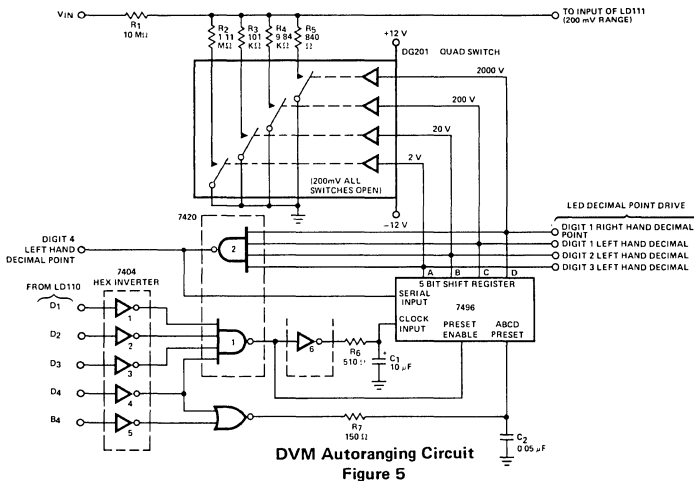 VIN
R1
10 MΩ
R2
1 11
MΩ
R3
101
KΩ
R4
9 84
KΩ
R5
840
Ω
TO INPUT OF LD111
(200 mV RANGE)
+12 V
DG201 QUAD SWITCH
2000 V
200 V
20 V
2 V
(200mV ALL
SWITCHES OPEN)
−12 V
LED DECIMAL POINT DRIVE
7420
2
DIGIT 4
LEFT HAND
DECIMAL POINT
DIGIT 1 RIGHT HAND DECIMAL
POINT
DIGIT 1 LEFT HAND DECIMAL
DIGIT 2 LEFT HAND DECIMAL
DIGIT 3 LEFT HAND DECIMAL
A B C D
5 BIT SHIFT REGISTER
7496
SERIAL
INPUT
CLOCK
INPUT
PRESET
ENABLE
ABCD
PRESET
7404
HEX INVERTER
FROM LD110
D1
1
D2
2
D3
3
D4
4
B4
5
1
6
R6
510 Ω
+
C1
10 μF
R7
150 Ω
C2
0 05 μF
DVM Autoranging Circuit
Figure 5